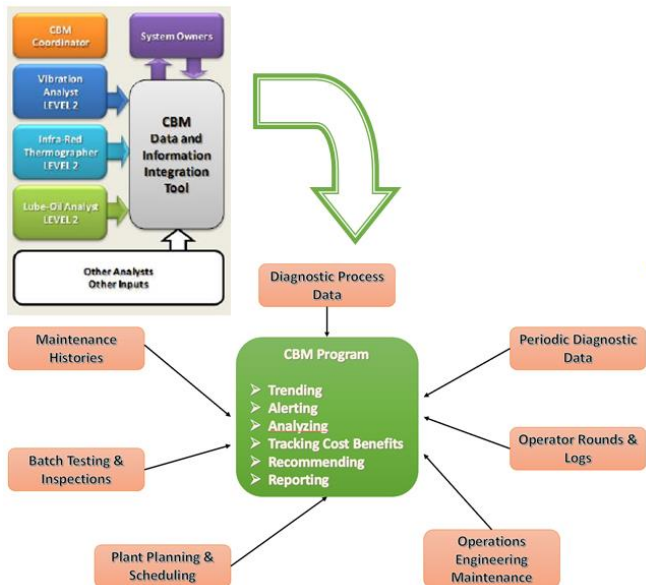 CBM
Coordinator
System Owners
Vibration
Analyst
LEVEL 2
CBM
Data and
Information
Integration
Tool
Infra-Red
Thermographer
LEVEL 2
Lube-Oil Analyst
LEVEL 2
Other Analysts
Other Inputs
Diagnostic Process
Data
Maintenance
Histories
CBM Program
Periodic Diagnostic
Data
➢ Trending
➢ Alerting
➢ Analyzing
➢ Tracking Cost Benefits
➢ Recommending
➢ Reporting
Batch Testing &
Inspections
Operator Rounds &
Logs
Plant Planning &
Scheduling
Operations
Engineering
Maintenance